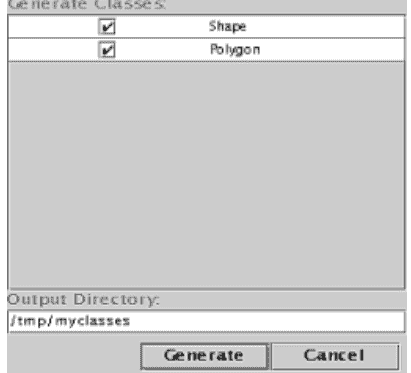 Generate Classes:
Shape
Polygon
Output Directory:
/tmp/myclasses
Generate Cancel